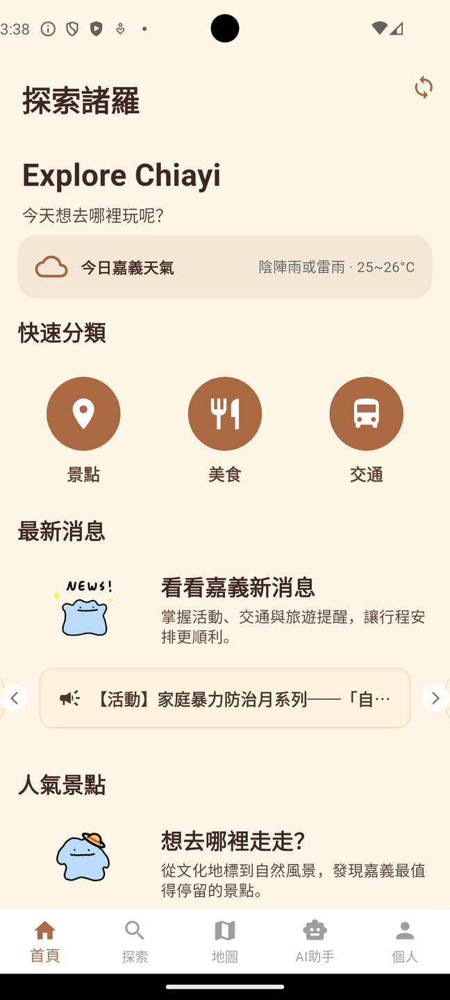 3:38
探索諸羅
Explore Chiayi
今天想去哪裡玩呢?
今日嘉義天氣
陰陣雨或雷雨 · 25~26°C
快速分類
景點
美食
交通
最新消息
NEWS!
看看嘉義新消息
掌握活動、交通與旅遊提醒，讓行程安
排更順利。
【活動】家庭暴力防治月系列——「自…
人氣景點
想去哪裡走走?
從文化地標到自然風景，發現嘉義最值
得停留的景點。
首頁
探索
地圖
AI助手
個人